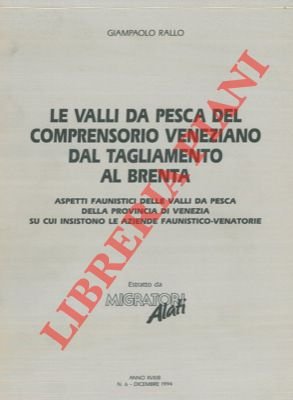 GIAMPAOLO RALLO
LE VALLI DA PESCA DEL
COMPRENSORIO VENEZIANO
DAL TAGLIAMENTO
AL BRENTA
ASPETTI FAUNISTICI DELLE VALLI DA PESCA
DELLA PROVINCIA DI VENEZIA
SU CUI INSISTONO LE AZIENDE FAUNISTICO-VENATORIE
Estratto da
MIGRATORI
Alati
N. 6 - DICEMBRE 1994
LIBRERIA PIANI